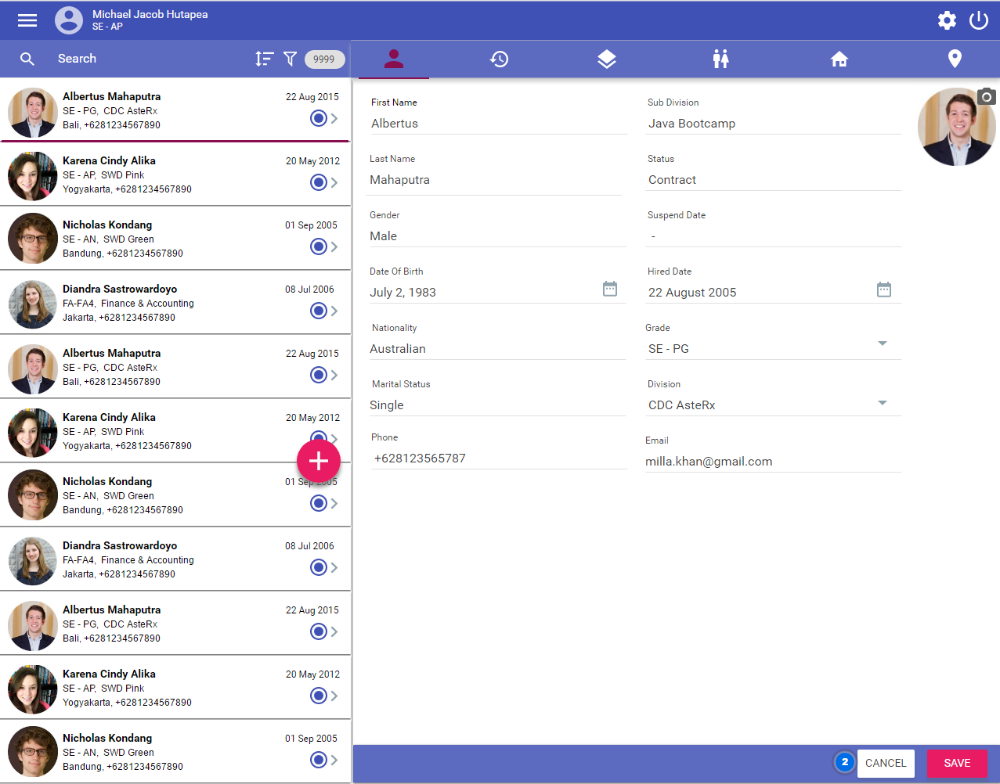 Michael Jacob Hutapea
SE - AP
Search
9999
Albertus Mahaputra
22 Aug 2015
SE - PG, CDC AsteRx
Bali, +6281234567890
Karena Cindy Alika
20 May 2012
SE - AP, SWD Pink
Yogyakarta, +6281234567890
Nicholas Kondang
01 Sep 2005
SE - AN, SWD Green
Bandung, +6281234567890
Diandra Sastrowardoyo
08 Jul 2006
FA-FA4, Finance & Accounting
Jakarta, +6281234567890
Albertus Mahaputra
22 Aug 2015
SE - PG, CDC AsteRx
Bali, +6281234567890
Karena Cindy Alika
20 May 2012
SE - AP, SWD Pink
Yogyakarta, +6281234567890
Nicholas Kondang
01 Sep 2005
SE - AN, SWD Green
Bandung, +6281234567890
Diandra Sastrowardoyo
08 Jul 2006
FA-FA4, Finance & Accounting
Jakarta, +6281234567890
Albertus Mahaputra
22 Aug 2015
SE - PG, CDC AsteRx
Bali, +6281234567890
Karena Cindy Alika
20 May 2012
SE - AP, SWD Pink
Yogyakarta, +6281234567890
Nicholas Kondang
01 Sep 2005
SE - AN, SWD Green
Bandung, +6281234567890
First Name
Albertus
Last Name
Mahaputra
Gender
Male
Date Of Birth
July 2, 1983
Nationality
Australian
Marital Status
Single
Phone
+628123565787
Sub Division
Java Bootcamp
Status
Contract
Suspend Date
-
Hired Date
22 August 2005
Grade
SE - PG
Division
CDC AsteRx
Email
milla.khan@gmail.com
2
CANCEL
SAVE